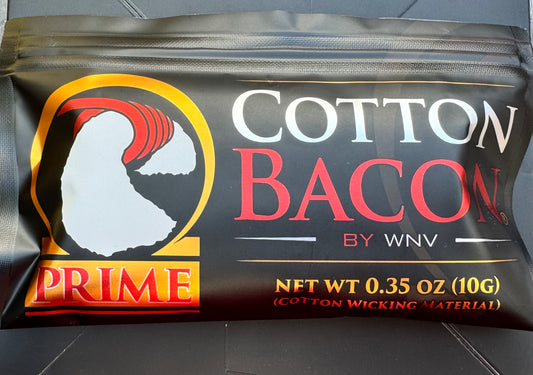 COTTON
BACON®
BY WNV
PRIME
NET WT 0.35 OZ (10G)
(COTTON WICKING MATERIAL)